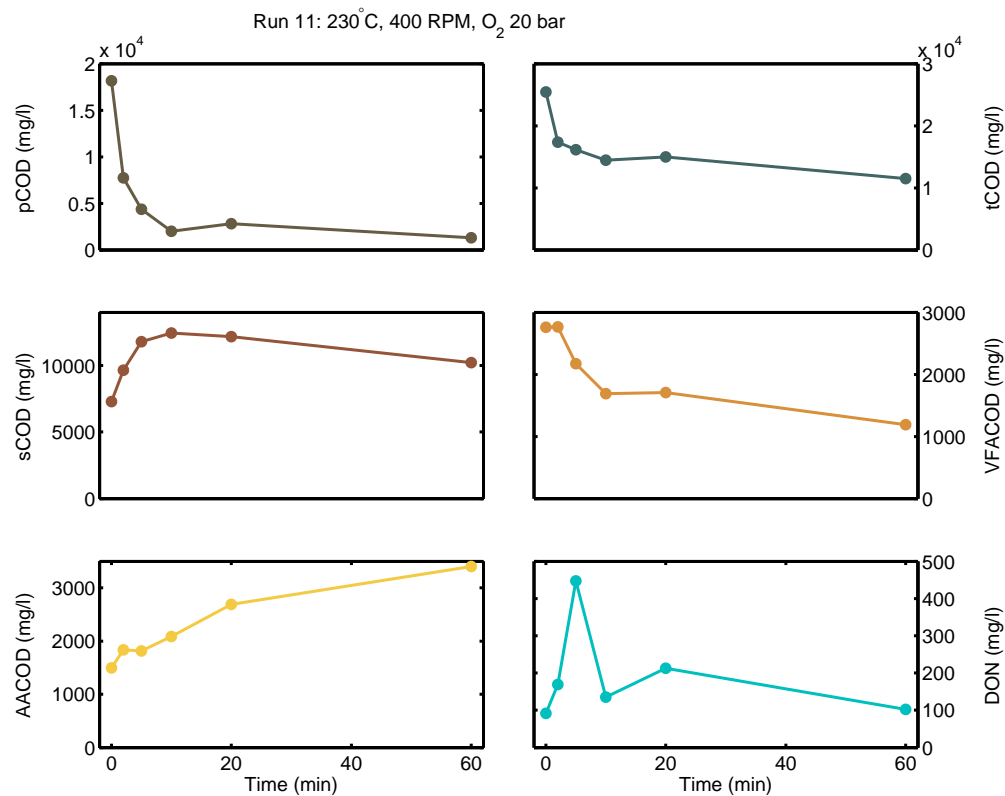 Run 11: 230°C, 400 RPM, O2 20 bar
x 10^4
2
1.5
1
0.5
0
pCOD (mg/l)
x 10^4
3
2
1
0
tCOD (mg/l)
10000
5000
0
sCOD (mg/l)
3000
2000
1000
0
VFACOD (mg/l)
3000
2000
1000
0
AACOD (mg/l)
0 20 40 60
Time (min)
500
400
300
200
100
0
DON (mg/l)
0 20 40 60
Time (min)